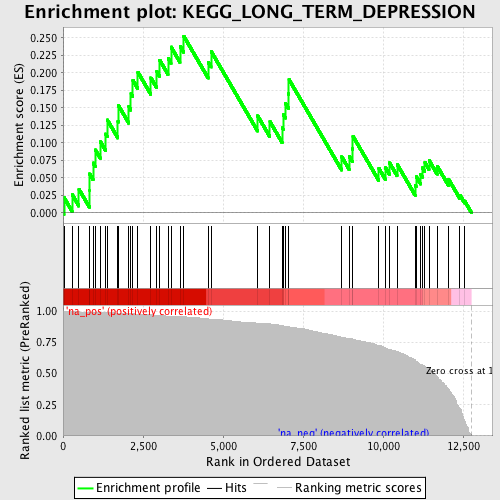 Enrichment plot: KEGG_LONG_TERM_DEPRESSION
Enrichment score (ES)
0.250
0.225
0.200
0.175
0.150
0.125
0.100
0.075
0.050
0.025
0.000
'na_pos' (positively correlated)
Ranked list metric (PreRanked)
1.00
0.75
0.50
0.25
0.00
Zero cross at 1
'na_neg' (negatively correlated)
0
2,500
5,000
7,500
10,000
12,500
Rank in Ordered Dataset
Enrichment profile
Hits
Ranking metric scores